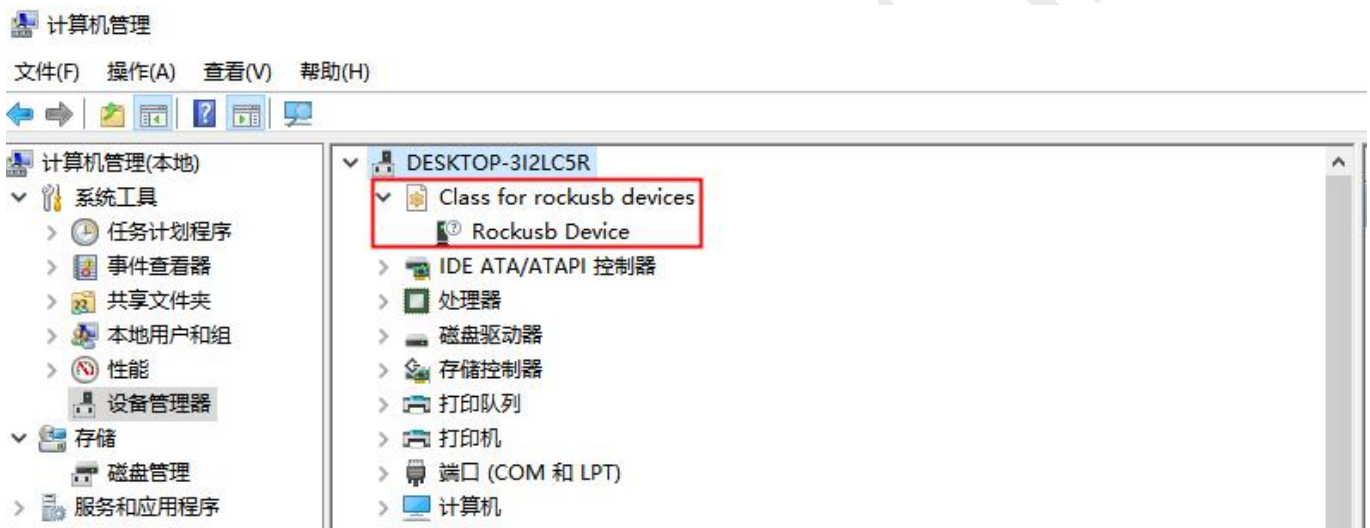 计算机管理
文件(F) 操作(A) 查看(V) 帮助(H)
计算机管理(本地)
系统工具
任务计划程序
事件查看器
共享文件夹
本地用户和组
性能
设备管理器
存储
磁盘管理
服务和应用程序
DESKTOP-3I2LC5R
Class for rockusb devices
Rockusb Device
IDE ATA/ATAPI 控制器
处理器
磁盘驱动器
存储控制器
打印队列
打印机
端口 (COM 和 LPT)
计算机